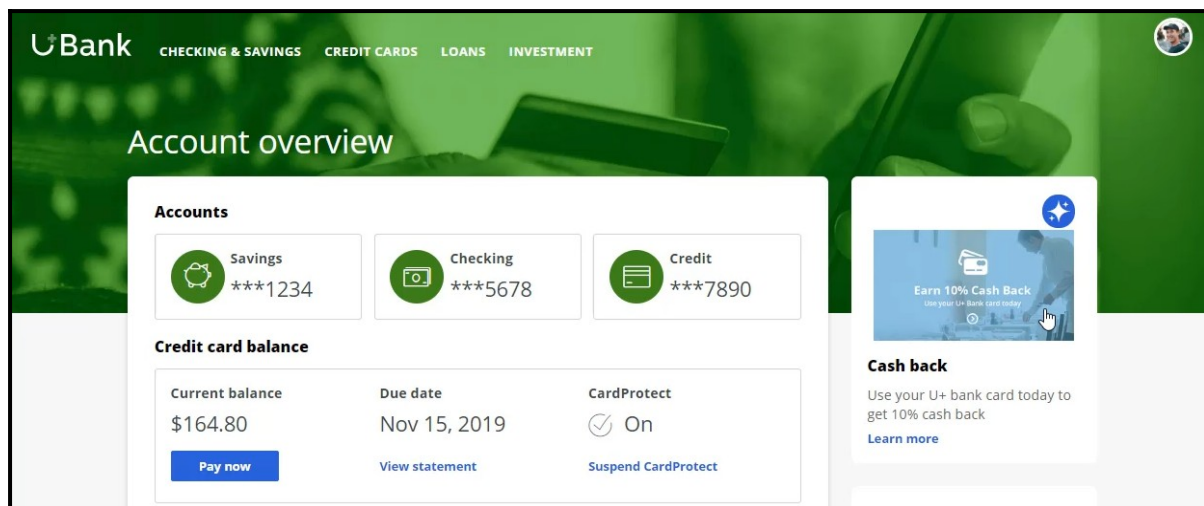 U+Bank
CHECKING & SAVINGS CREDIT CARDS LOANS INVESTMENT
Account overview
Accounts
Savings
***1234
Checking
***5678
Credit
***7890
Credit card balance
Current balance
$164.80
Pay now
Due date
Nov 15, 2019
View statement
CardProtect
On
Suspend CardProtect
Earn 10% Cash Back
Use your U+ Bank card today
Cash back
Use your U+ bank card today to
get 10% cash back
Learn more